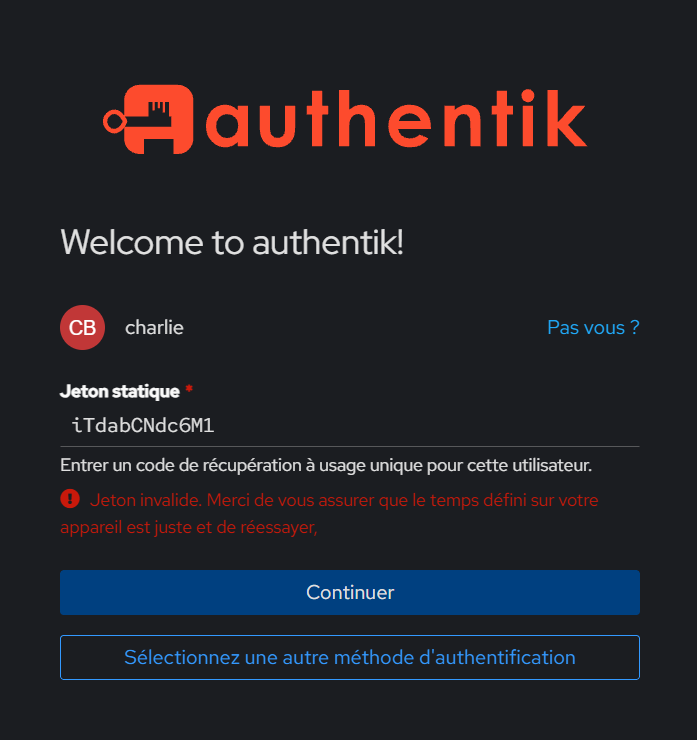 authentik
Welcome to authentik!
CB charlie Pas vous ?
Jeton statique *
iTdabCNdc6M1
Entrer un code de récupération à usage unique pour cette utilisateur.
Jeton invalide. Merci de vous assurer que le temps défini sur votre
appareil est juste et de réessayer,
Continuer
Sélectionnez une autre méthode d'authentification